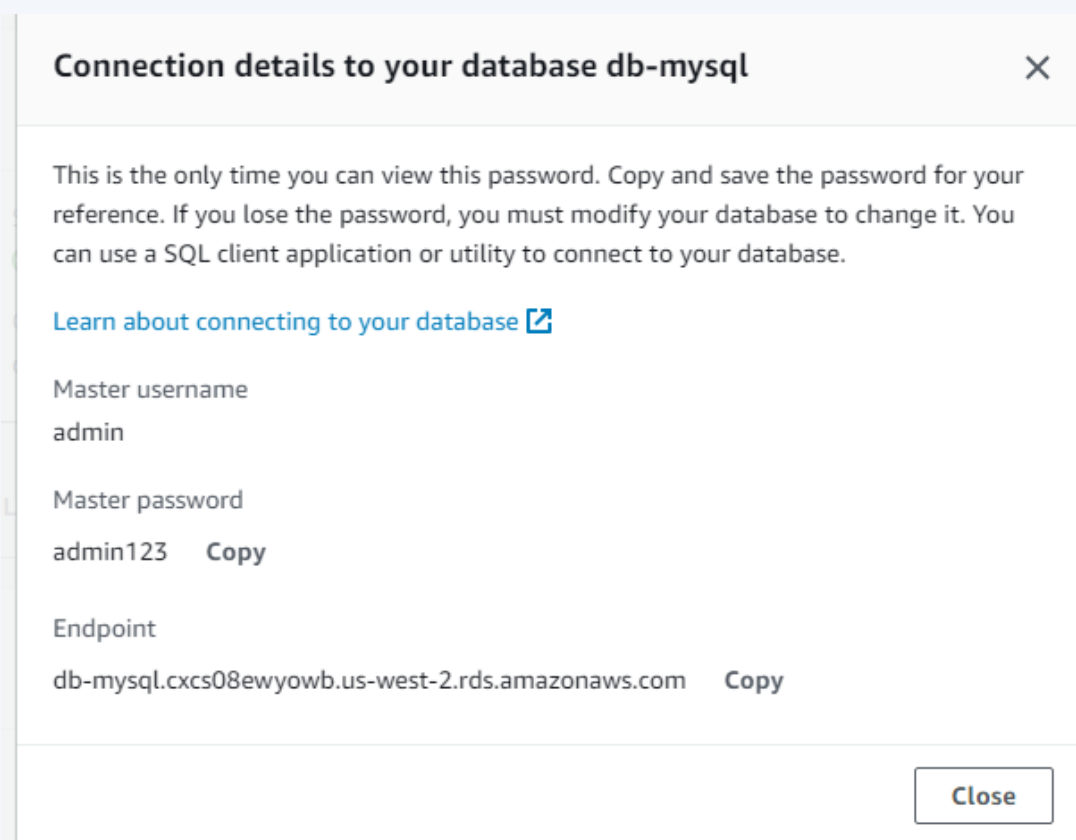 Connection details to your database db-mysql
This is the only time you can view this password. Copy and save the password for your
reference. If you lose the password, you must modify your database to change it. You
can use a SQL client application or utility to connect to your database.
Learn about connecting to your database
Master username
admin
Master password
admin123 Copy
Endpoint
db-mysql.cxcs08ewyowb.us-west-2.rds.amazonaws.com Copy
Close